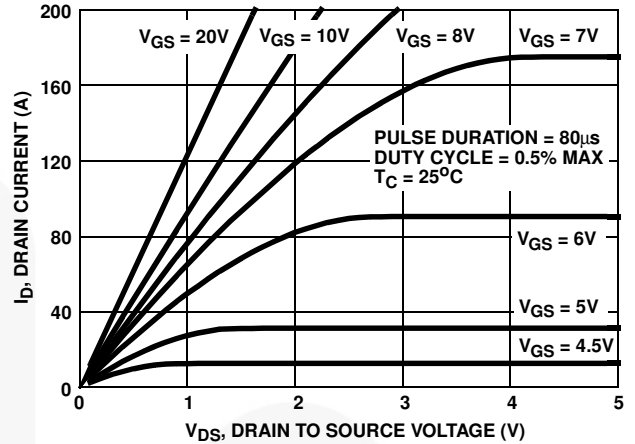 200
160
120
80
40
0
I_D, DRAIN CURRENT (A)
V_GS = 20V
V_GS = 10V
V_GS = 8V
V_GS = 7V
PULSE DURATION = 80µs
DUTY CYCLE = 0.5% MAX
T_C = 25°C
V_GS = 6V
V_GS = 5V
V_GS = 4.5V
0 1 2 3 4 5
V_DS, DRAIN TO SOURCE VOLTAGE (V)